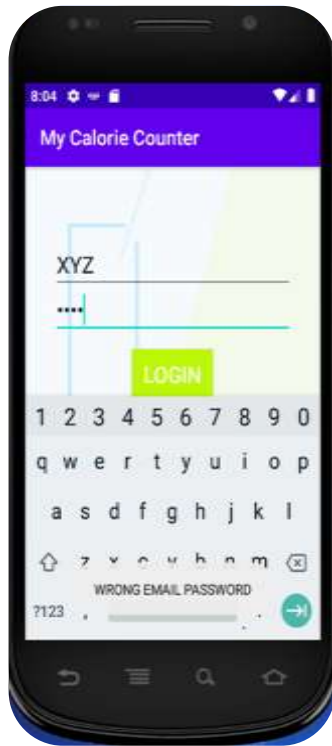 8:04
My Calorie Counter
XYZ
••••
LOGIN
1 2 3 4 5 6 7 8 9 0
q w e r t y u i o p
a s d f g h j k l
z x c v b n m
WRONG EMAIL PASSWORD
?123 , .